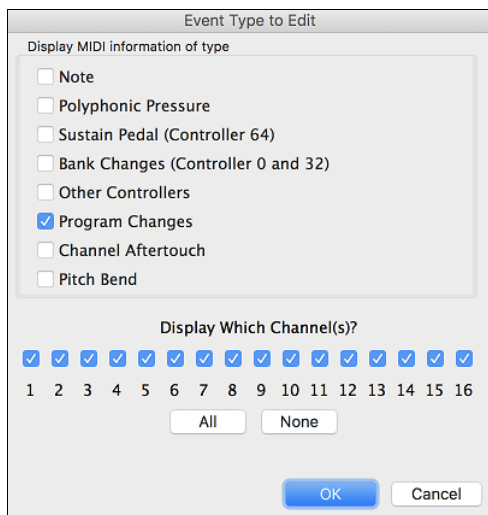 Event Type to Edit
Display MIDI information of type
Note
Polyphonic Pressure
Sustain Pedal (Controller 64)
Bank Changes (Controller 0 and 32)
Other Controllers
Program Changes
Channel Aftertouch
Pitch Bend
Display Which Channel(s)?
1 2 3 4 5 6 7 8 9 10 11 12 13 14 15 16
All None
OK Cancel